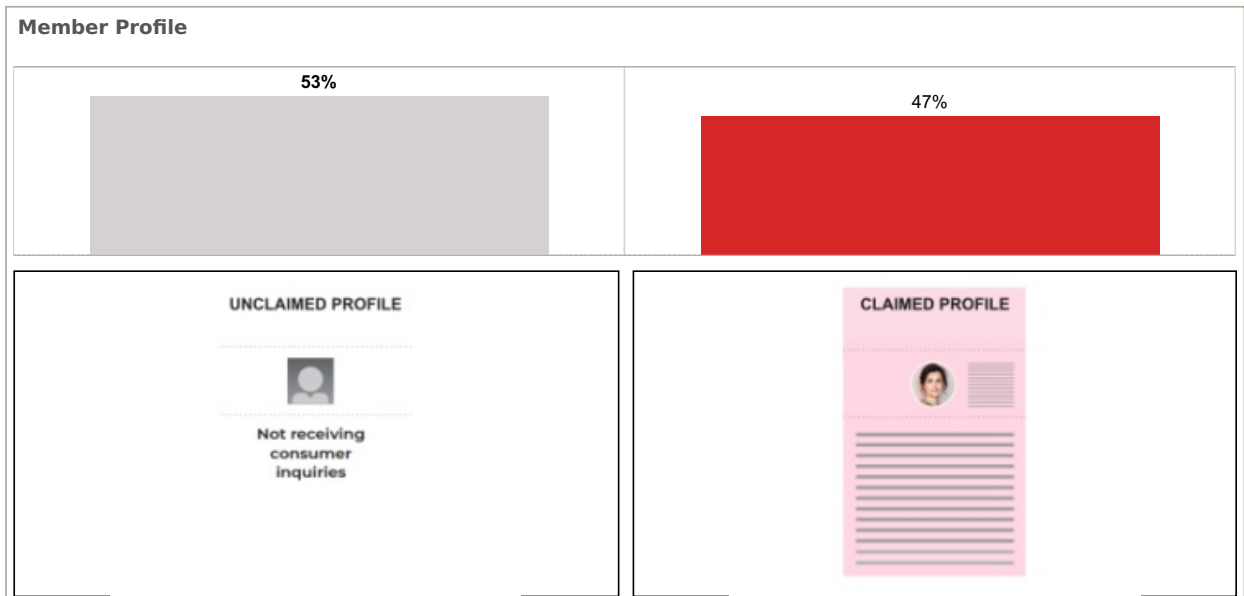 Member Profile
53%
47%
UNCLAIMED PROFILE
Not receiving
consumer
inquiries
CLAIMED PROFILE